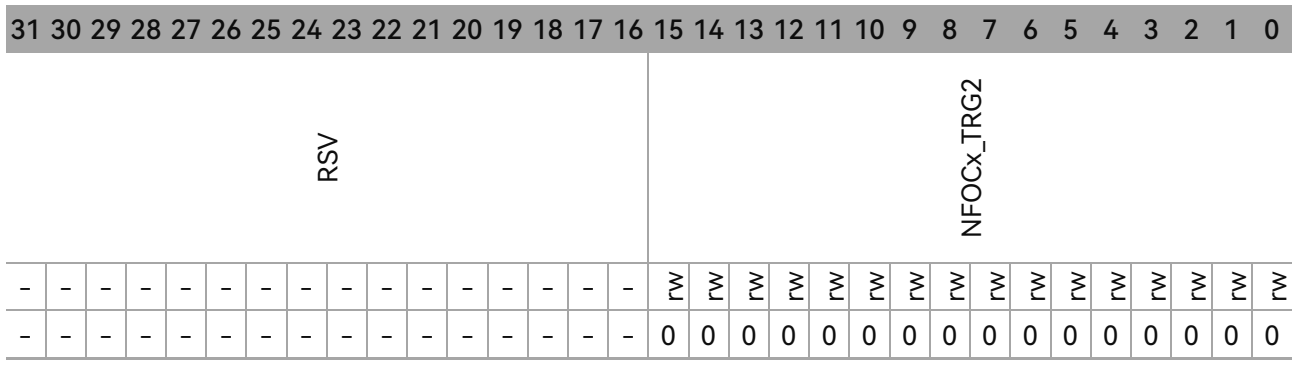 31 30 29 28 27 26 25 24 23 22 21 20 19 18 17 16 15 14 13 12 11 10 9 8 7 6 5 4 3 2 1 0
RSV NFOCx_TRG2
– – – – – – – – – – – – – – – – rw rw rw rw rw rw rw rw rw rw rw rw rw rw rw rw
– – – – – – – – – – – – – – – – 0 0 0 0 0 0 0 0 0 0 0 0 0 0 0 0